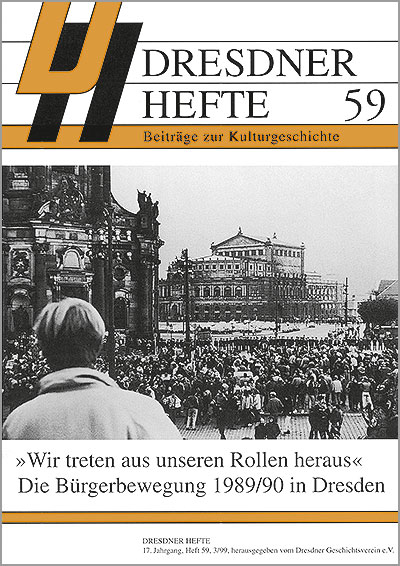 DRESDNER
HEFTE 59
Beiträge zur Kulturgeschichte
»Wir treten aus unseren Rollen heraus«
Die Bürgerbewegung 1989/90 in Dresden
DRESDNER HEFTE
17. Jahrgang, Heft 59, 3/99, herausgegeben vom Dresdner Geschichtsverein e.V.